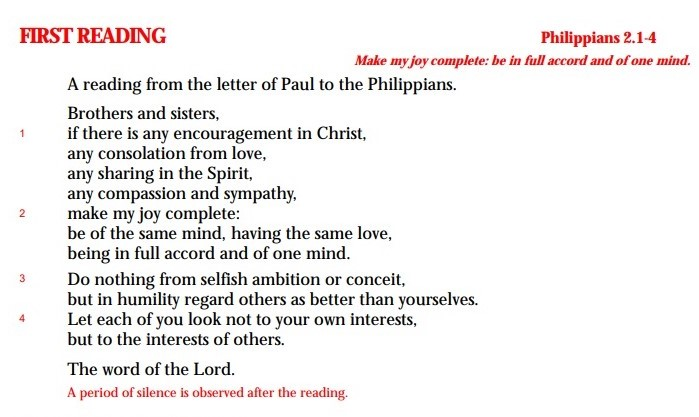 FIRST READING Philippians 2.1-4
Make my joy complete: be in full accord and of one mind.
A reading from the letter of Paul to the Philippians.
Brothers and sisters,
1 if there is any encouragement in Christ,
any consolation from love,
any sharing in the Spirit,
any compassion and sympathy,
2 make my joy complete:
be of the same mind, having the same love,
being in full accord and of one mind.
3 Do nothing from selfish ambition or conceit,
but in humility regard others as better than yourselves.
4 Let each of you look not to your own interests,
but to the interests of others.
The word of the Lord.
A period of silence is observed after the reading.